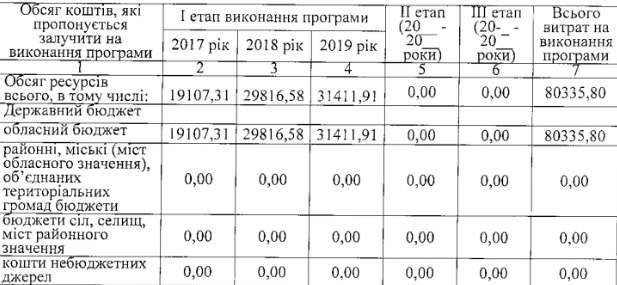 Обсяг коштів, які пропонується залучити на виконання програми | І етап виконання програми | ІІ етап (20__ - 20__ роки) | ІІІ етап (20-_ - 20__ роки) | Всього витрат на виконання програми
2017 рік | 2018 рік | 2019 рік
1 | 2 | 3 | 4 | 5 | 6 | 7
Обсяг ресурсів
всього, в тому числі: | 19107,31 | 29816,58 | 31411,91 | 0,00 | 0,00 | 80335,80
Державний бюджет
обласний бюджет | 19107,31 | 29816,58 | 31411,91 | 0,00 | 0,00 | 80335,80
районні, міські (міст
обласного значення),
об’єднаних
територіальних
громад бюджети | 0,00 | 0,00 | 0,00 | 0,00 | 0,00 | 0,00
бюджети сіл, селищ,
міст районного
значення | 0,00 | 0,00 | 0,00 | 0,00 | 0,00 | 0,00
кошти небюджетних
джерел | 0,00 | 0,00 | 0,00 | 0,00 | 0,00 | 0,00